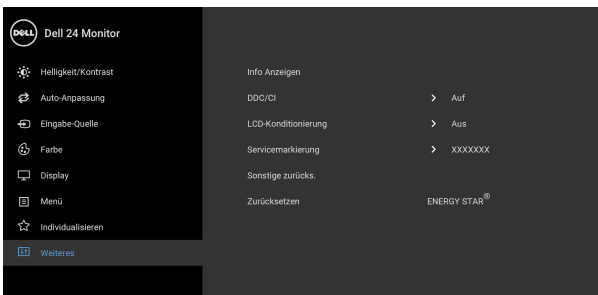 DELL Dell 24 Monitor
Helligkeit/Kontrast
Auto-Anpassung
Eingabe-Quelle
Farbe
Display
Menü
Individualisieren
Weiteres
Info Anzeigen
DDC/CI > Auf
LCD-Konditionierung > Aus
Servicemarkierung > XXXXXXX
Sonstige zurücks.
Zurücksetzen ENERGY STAR®